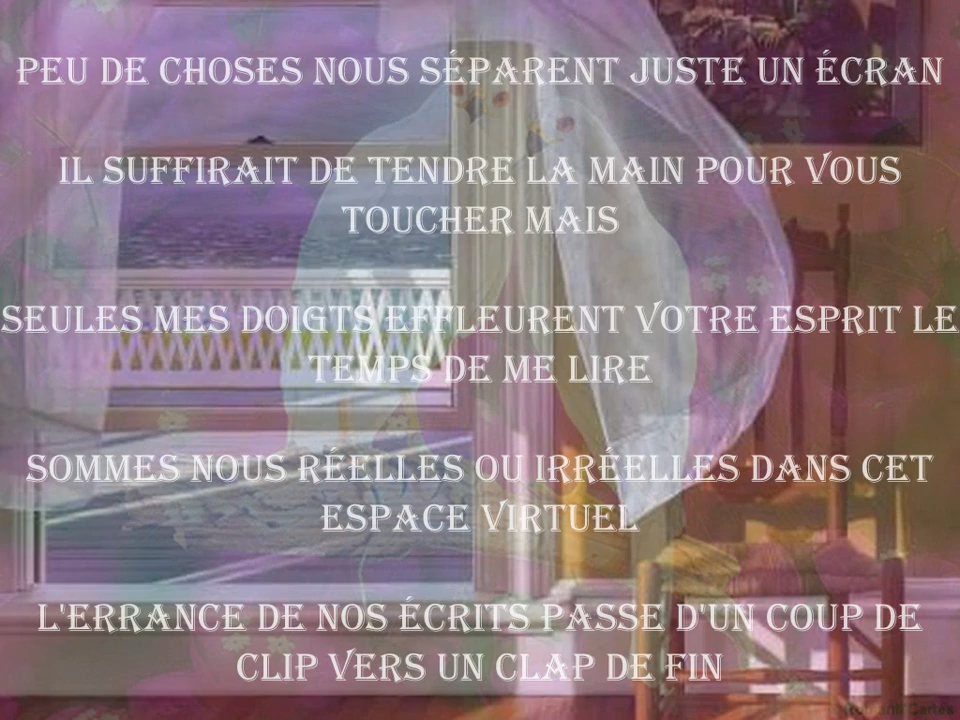 PEU DE CHOSES NOUS SÉPARENT JUSTE UN ÉCRAN
IL SUFFIRAIT DE TENDRE LA MAIN POUR VOUS
TOUCHER MAIS
SEULES MES DOIGTS EFFLEURENT VOTRE ESPRIT LE
TEMPS DE ME LIRE
SOMMES NOUS RÉELLES OU IRRÉELLES DANS CET
ESPACE VIRTUEL
L'ERRANCE DE NOS ÉCRITS PASSE D'UN COUP DE
CLIP VERS UN CLAP DE FIN